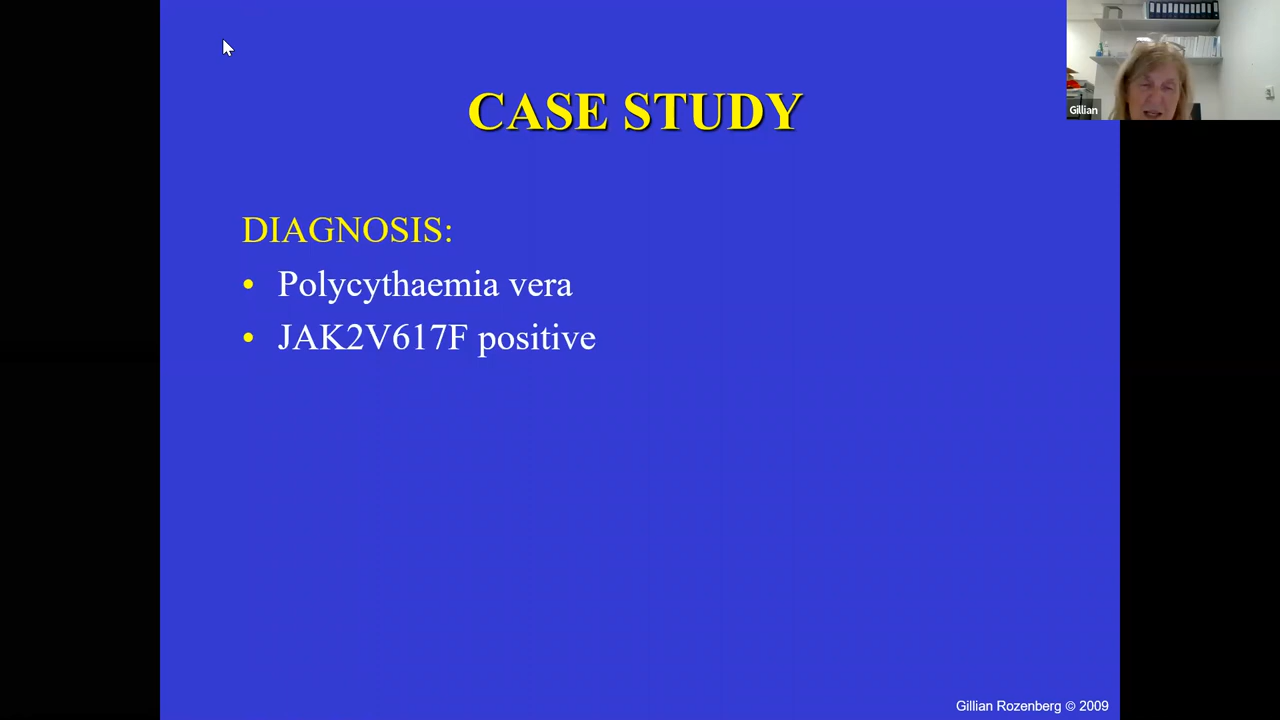 Gillian
CASE STUDY
DIAGNOSIS:
• Polycythaemia vera
• JAK2V617F positive
Gillian Rozenberg © 2009